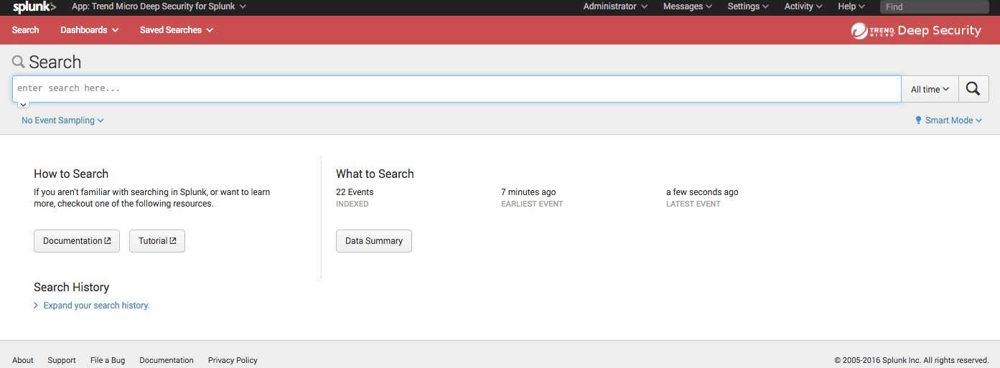 splunk> App: Trend Micro Deep Security for Splunk Administrator Messages Settings Activity Help Find
Search Dashboards Saved Searches TREND MICRO Deep Security
Search
enter search here... All time
No Event Sampling Smart Mode
How to Search
If you aren't familiar with searching in Splunk, or want to learn
more, checkout one of the following resources.
Documentation Tutorial
Search History
Expand your search history.
What to Search
22 Events 7 minutes ago a few seconds ago
INDEXED EARLIEST EVENT LATEST EVENT
Data Summary
About Support File a Bug Documentation Privacy Policy © 2005-2016 Splunk Inc. All rights reserved.